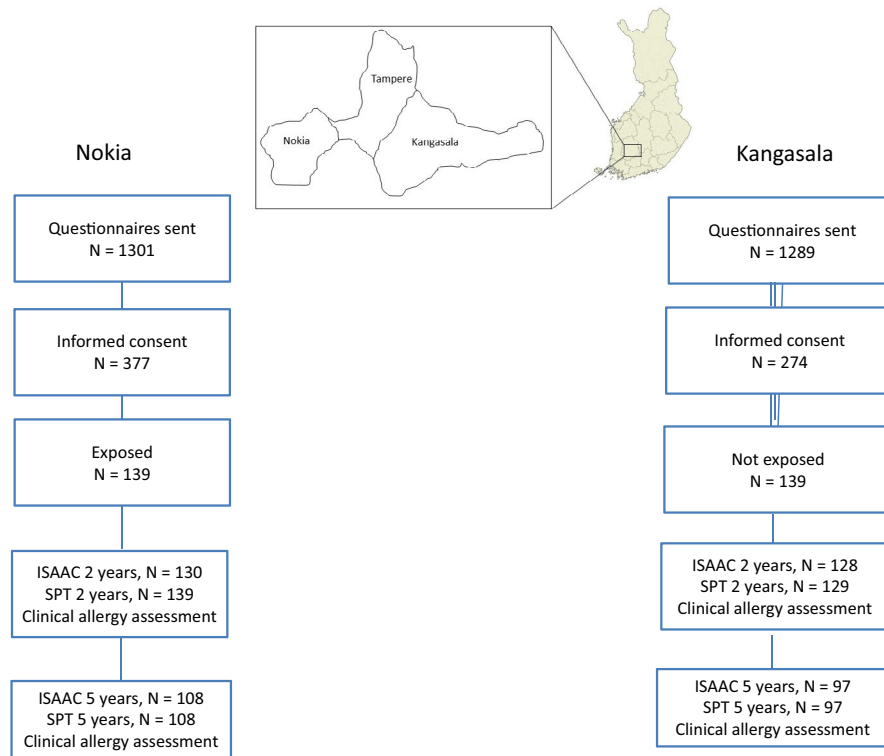 Tampere
Nokia
Kangasala
Nokia
Questionnaires sent
N = 1301
Informed consent
N = 377
Exposed
N = 139
ISAAC 2 years, N = 130
SPT 2 years, N = 139
Clinical allergy assessment
ISAAC 5 years, N = 108
SPT 5 years, N = 108
Clinical allergy assessment
Kangasala
Questionnaires sent
N = 1289
Informed consent
N = 274
Not exposed
N = 139
ISAAC 2 years, N = 128
SPT 2 years, N = 129
Clinical allergy assessment
ISAAC 5 years, N = 97
SPT 5 years, N = 97
Clinical allergy assessment